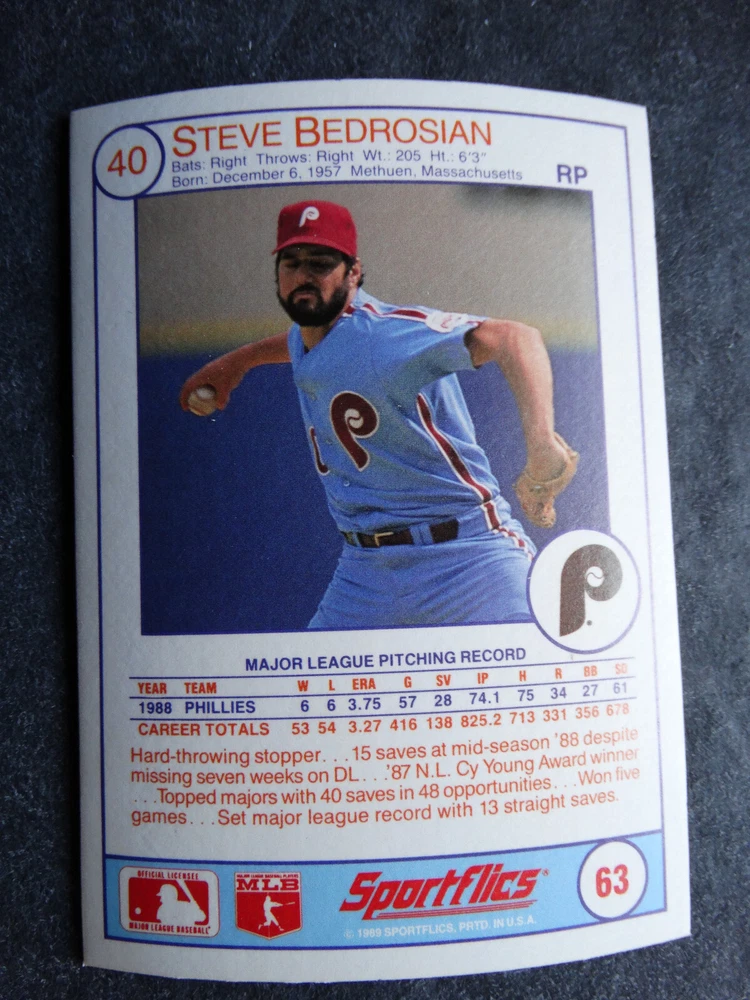 40
STEVE BEDROSIAN
Bats: Right Throws: Right Wt.: 205 Ht.: 6'3"
Born: December 6, 1957 Methuen, Massachusetts
RP
P
P
P
MAJOR LEAGUE PITCHING RECORD
YEAR TEAM W L ERA G SV IP H R BB SO
1988 PHILLIES 6 6 3.75 57 28 74.1 75 34 27 61
CAREER TOTALS 53 54 3.27 416 138 825.2 713 331 356 678
Hard-throwing stopper. . .15 saves at mid-season '88 despite
missing seven weeks on DL. . .'87 N.L. Cy Young Award winner
. . .Topped majors with 40 saves in 48 opportunities. . .Won five
games. . .Set major league record with 13 straight saves.
OFFICIAL LICENSEE
MAJOR LEAGUE BASEBALL
MAJOR LEAGUE BASEBALL PLAYERS
MLB
Sportflics®
© 1989 SPORTFLICS, PRTD. IN U.S.A.
63